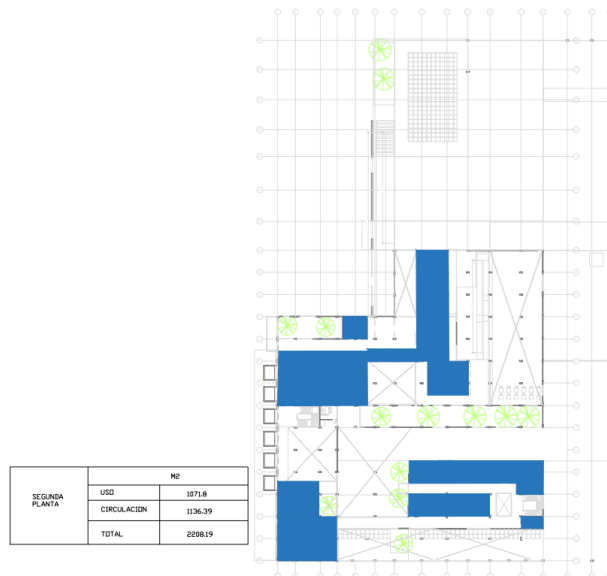 M2
SEGUNDA
PLANTA
USO 1071.8
CIRCULACION 1136.39
TOTAL 2208.19